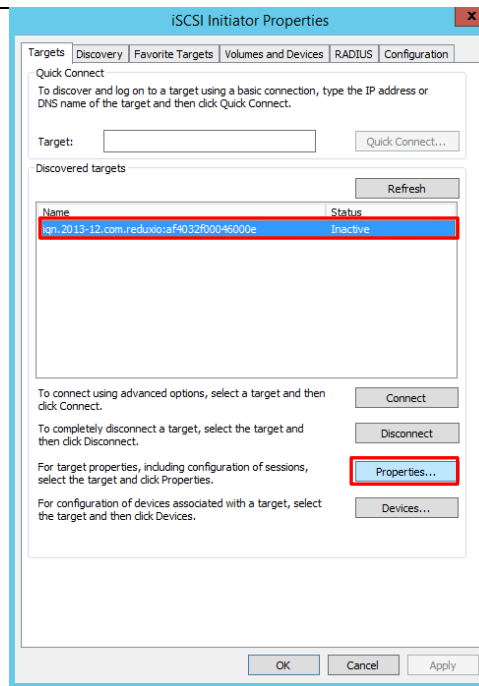 iSCSI Initiator Properties
x
Targets Discovery Favorite Targets Volumes and Devices RADIUS Configuration
Quick Connect
To discover and log on to a target using a basic connection, type the IP address or
DNS name of the target and then click Quick Connect.
Target: Quick Connect...
Discovered targets
Refresh
Name Status
iqn.2013-12.com.reduxio:af4032f00046000e Inactive
To connect using advanced options, select a target and then
click Connect.
Connect
To completely disconnect a target, select the target and
then click Disconnect.
Disconnect
For target properties, including configuration of sessions,
select the target and click Properties.
Properties...
For configuration of devices associated with a target, select
the target and then click Devices.
Devices...
OK Cancel Apply